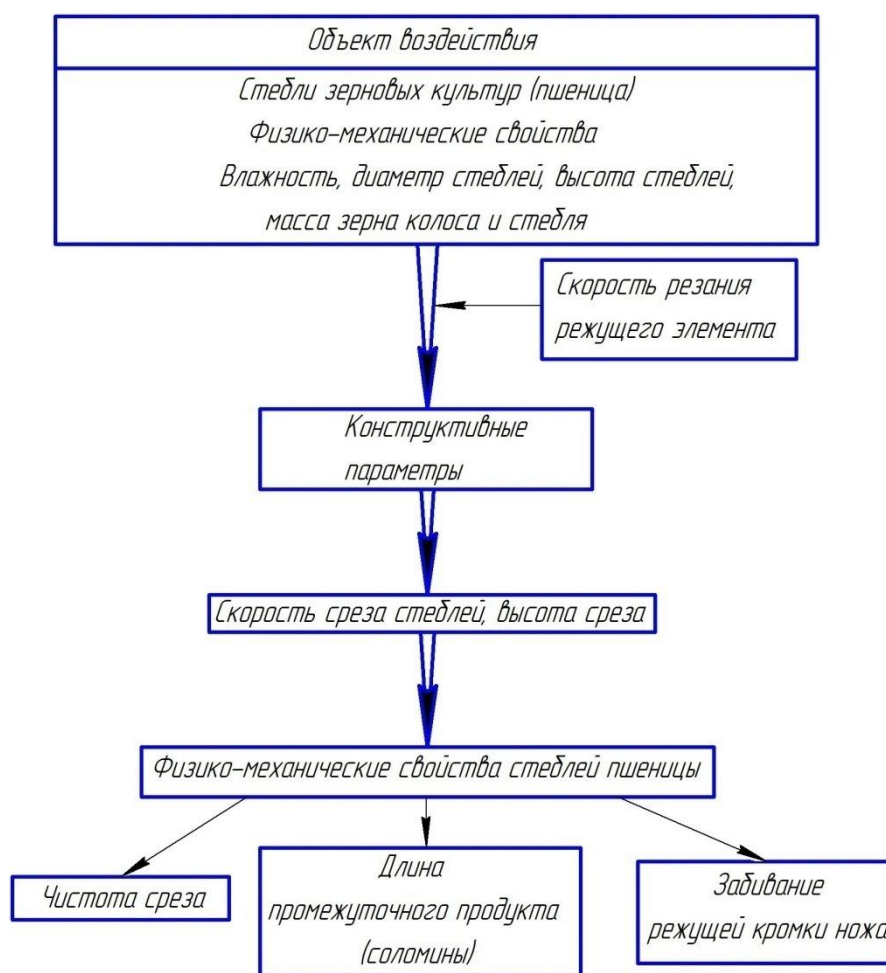 Объект воздействия
Стебли зерновых культур (пшеница)
Физико-механические свойства
Влажность, диаметр стеблей, высота стеблей,
масса зерна колоса и стебля
Скорость резания
режущего элемента
Конструктивные
параметры
Скорость среза стеблей, высота среза
Физико-механические свойства стеблей пшеницы
Чистота среза
Длина
промежуточного продукта
(соломины)
Забивание
режущей кромки ножа